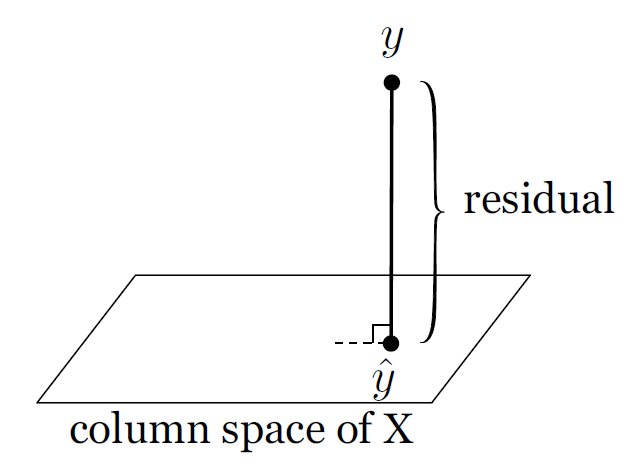 y
residual
ŷ
column space of X